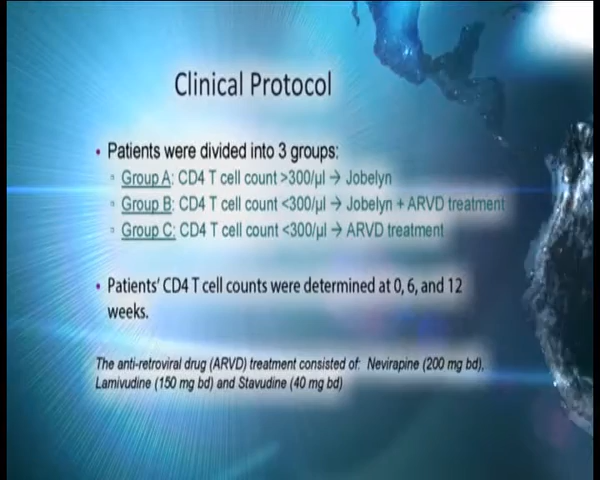 Clinical Protocol
• Patients were divided into 3 groups:
▫ Group A: CD4 T cell count >300/µl → Jobelyn
▫ Group B: CD4 T cell count <300/µl → Jobelyn + ARVD treatment
▫ Group C: CD4 T cell count <300/µl → ARVD treatment
• Patients' CD4 T cell counts were determined at 0, 6, and 12
weeks.
The anti-retroviral drug (ARVD) treatment consisted of: Nevirapine (200 mg bd),
Lamivudine (150 mg bd) and Stavudine (40 mg bd)